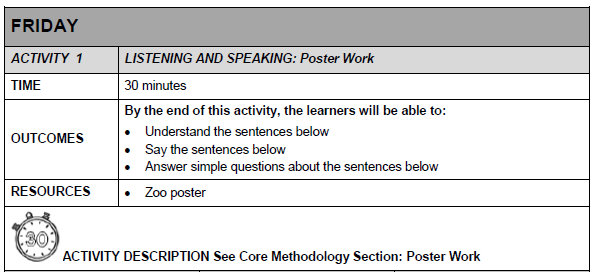 FRIDAY
ACTIVITY 1 LISTENING AND SPEAKING: Poster Work
TIME 30 minutes
By the end of this activity, the learners will be able to:
• Understand the sentences below
OUTCOMES • Say the sentences below
• Answer simple questions about the sentences below
RESOURCES • Zoo poster
30
ACTIVITY DESCRIPTION See Core Methodology Section: Poster Work